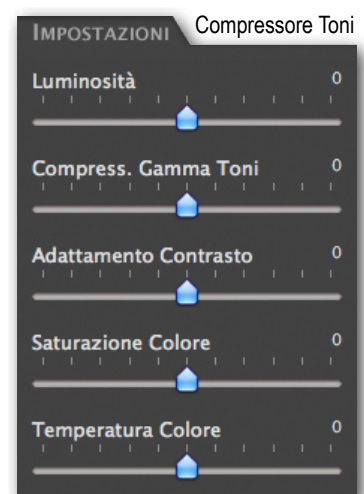 IMPOSTAZIONI Compressore Toni
Luminosità 0
Compress. Gamma Toni 0
Adattamento Contrasto 0
Saturazione Colore 0
Temperatura Colore 0